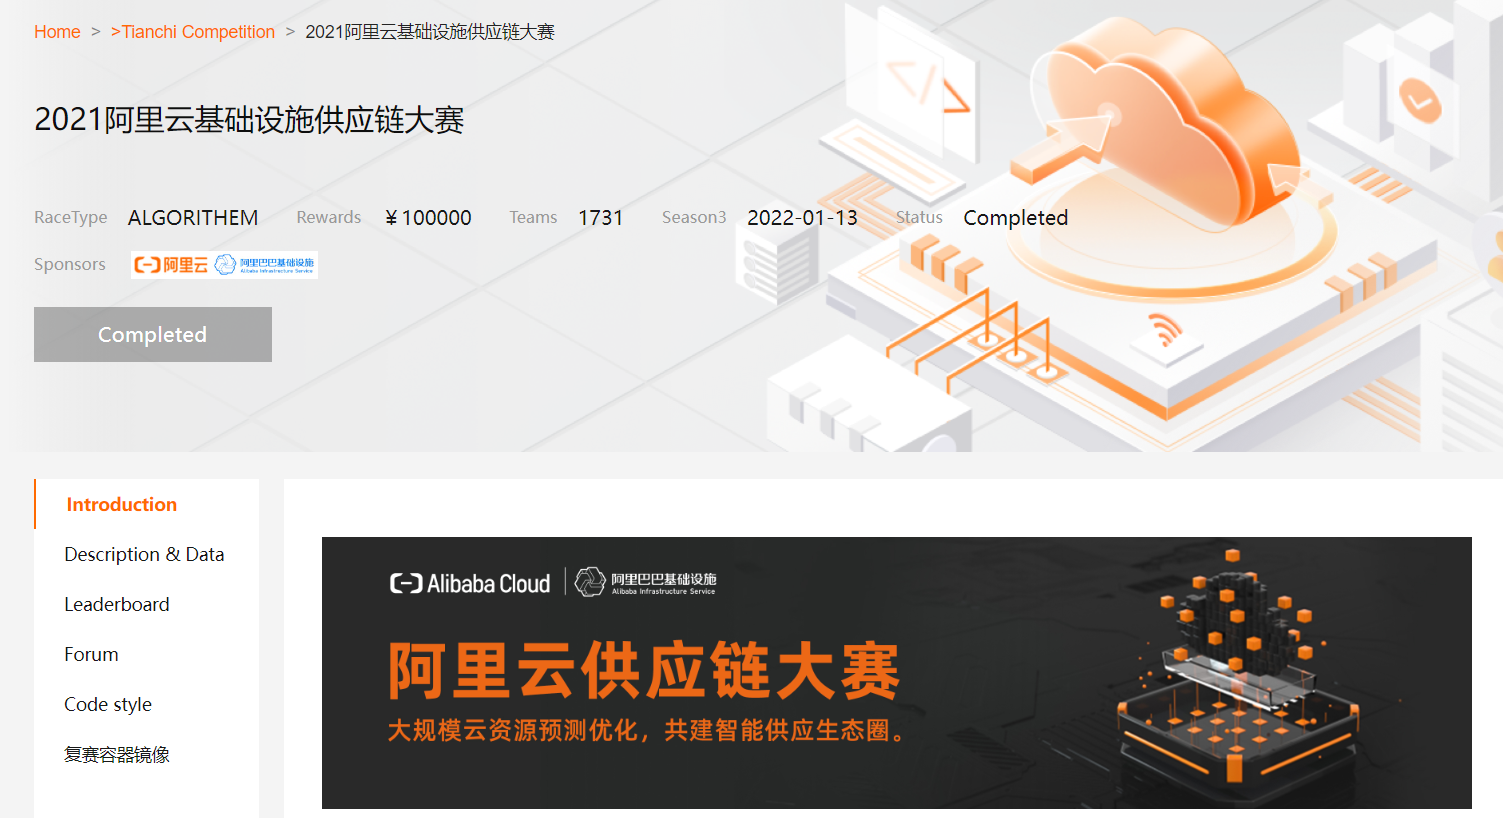 Home > >Tianchi Competition > 2021阿里云基础设施供应链大赛
2021阿里云基础设施供应链大赛
RaceType ALGORITHEM Rewards ¥100000 Teams 1731 Season3 2022-01-13 Status Completed
Sponsors 阿里云 阿里巴巴基础设施
Alibaba Infrastructure Service
Completed
Introduction
Description & Data
Leaderboard
Forum
Code style
复赛容器镜像
Alibaba Cloud 阿里巴巴基础设施
Alibaba Infrastructure Service
阿里云供应链大赛
大规模云资源预测优化，共建智能供应生态圈。